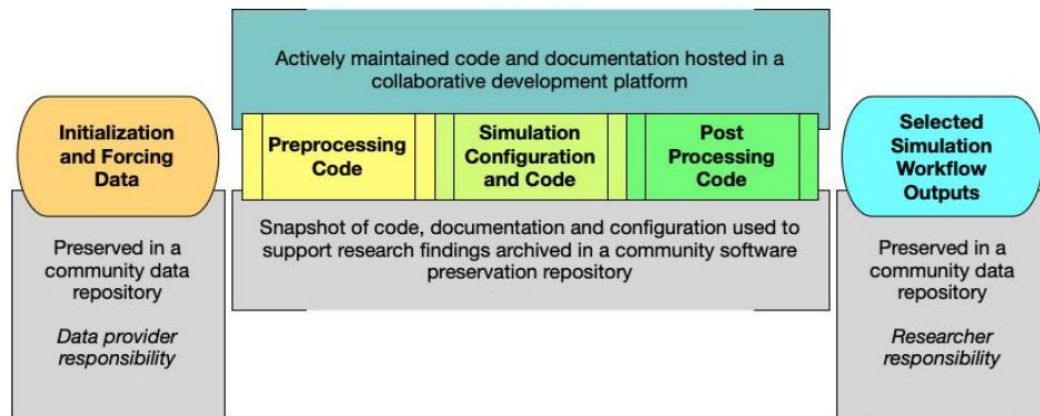 Actively maintained code and documentation hosted in a
collaborative development platform
Initialization
and Forcing
Data
Preprocessing
Code
Simulation
Configuration
and Code
Post
Processing
Code
Selected
Simulation
Workflow
Outputs
Preserved in a
community data
repository
Data provider
responsibility
Snapshot of code, documentation and configuration used to
support research findings archived in a community software
preservation repository
Preserved in a
community data
repository
Researcher
responsibility